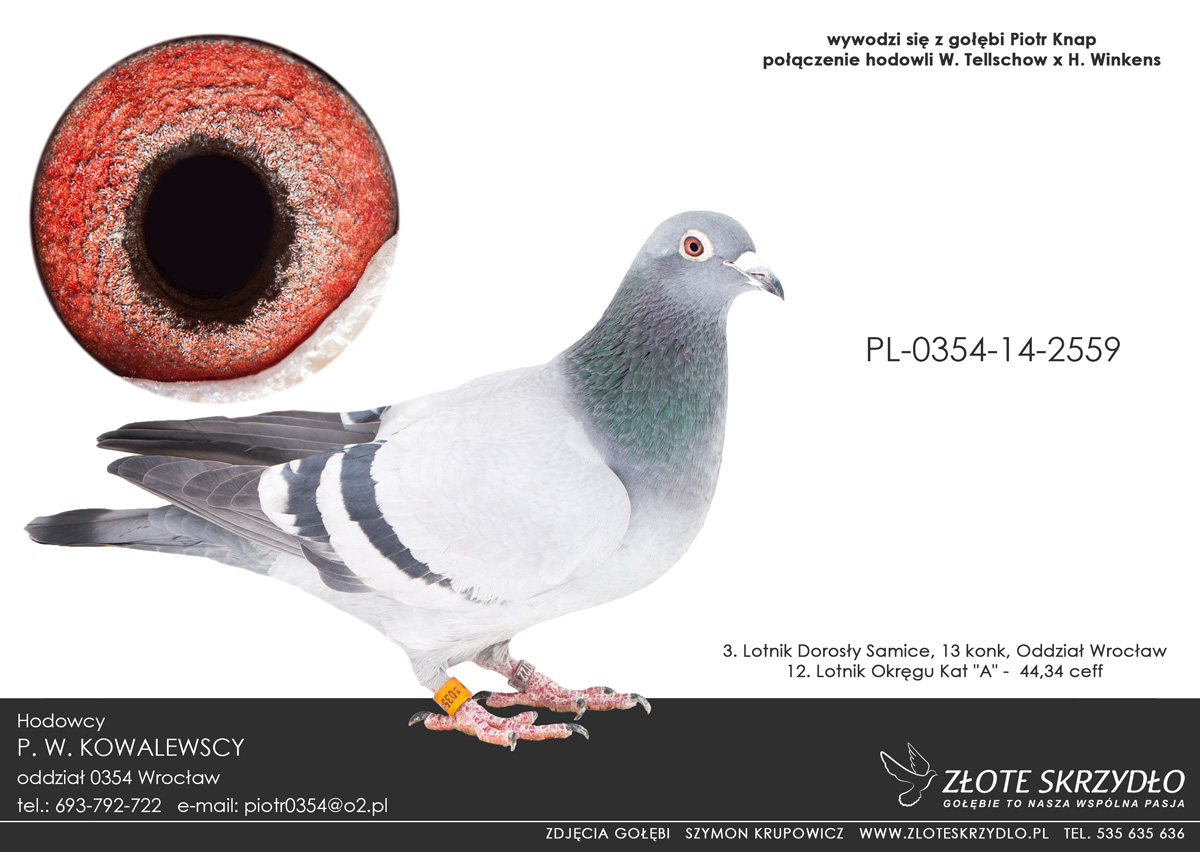 wywodzi się z gołębi Piotr Knap
połączenie hodowli W. Tellschow x H. Winkens
PL-0354-14-2559
3. Lotnik Dorosły Samice, 13 konk, Oddział Wrocław
12. Lotnik Okręgu Kat "A" -  44,34 ceff
Hodowcy
P. W. KOWALEWSCY
oddział 0354 Wrocław
tel.: 693-792-722   e-mail: piotr0354@o2.pl
ZŁOTE SKRZYDŁO
GOŁĘBIE TO NASZA WSPÓLNA PASJA
ZDJĘCIA GOŁĘBI   SZYMON KRUPOWICZ   WWW.ZLOTESKRZYDLO.PL   TEL. 535 635 636